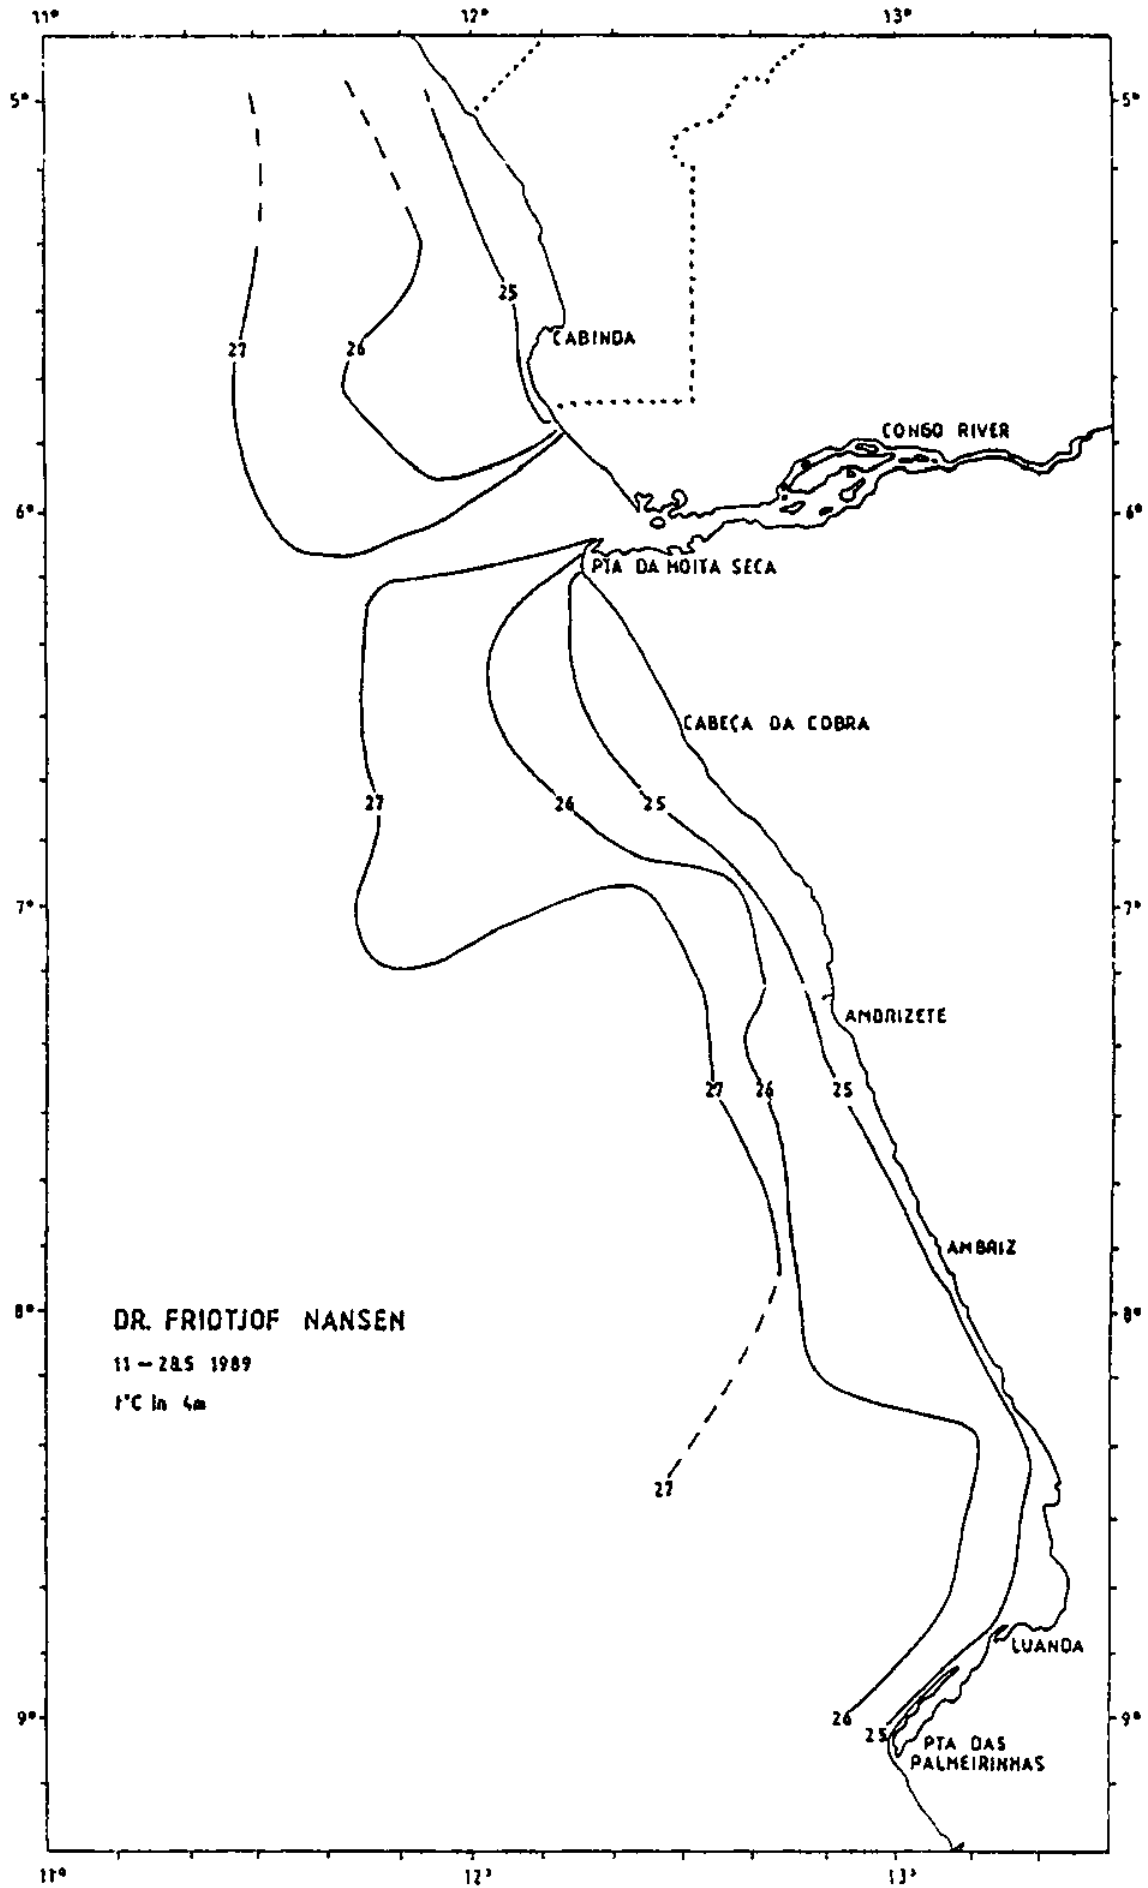 11° 12° 13°
5° 5°
25
CABINDA
27 26
CONGO RIVER
6° 6°
PTA DA MOITA SECA
CABEÇA DA COBRA
27 26 25
7° 7°
AMBRIZETE
27 26 25
AMBRIZ
8° 8°
DR. FRIDTJOF NANSEN
11-28.5 1989
T°C in 4m
27
LUANDA
9° 26 25 9°
PTA DAS
PALMEIRINHAS
11° 12° 13°